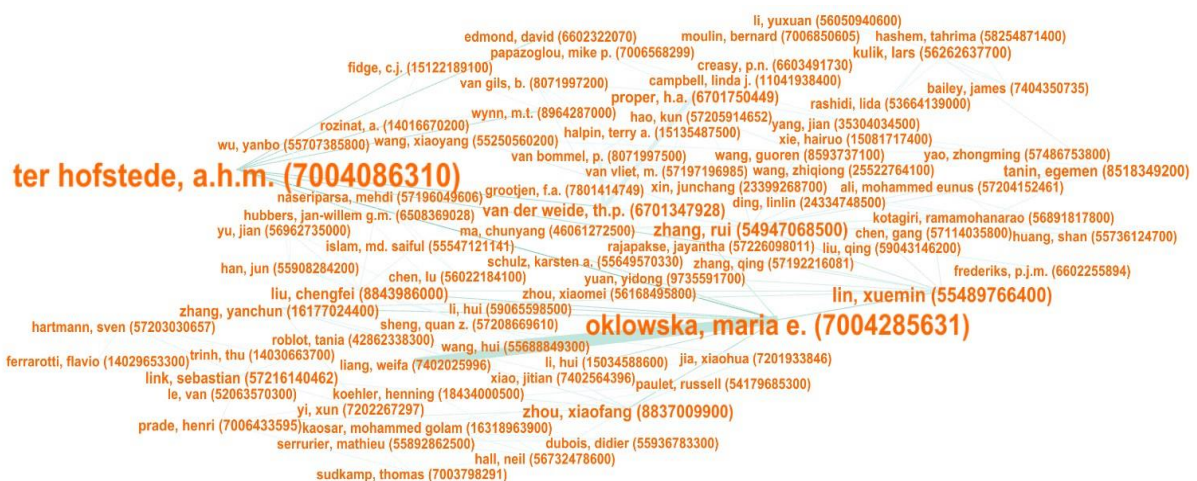 li, yuxuan (56050940600)
edmond, david (6602322070)
moulin, bernard (7006850605)
hashem, tahrima (58254871400)
papazoglou, mike p. (7006568299)
kulik, lars (56262637700)
fidge, c.j. (15122189100)
creasy, p.n. (6603491730)
van gils, b. (8071997200)
campbell, linda j. (11041938400)
bailey, james (7404350735)
proper, h.a. (6701750449)
rashidi, lida (53664139000)
wynn, m.t. (8964287000)
hao, kun (57205914652)
rozinat, a. (14016670200)
yang, jian (35304034500)
wu, yanbo (55707385800)
wang, xiaoyang (55250560200)
halpin, terry a. (15135487500)
xie, hairuo (15081717400)
van bommel, p. (8071997500)
wang, guoren (8593737100)
yao, zhongming (57486753800)
ter hofstede, a.h.m. (7004086310)
van vliet, m. (57197196985)
wang, zhiqiong (25522764100)
tanin, egemen (8518349200)
naseriparsa, mehdi (57196049606)
grootjen, f.a. (7801414749)
xin, junchang (23399268700)
ali, mohammed eunus (57204152461)
hubbers, jan-willem g.m. (6508369028)
van der weide, th.p. (6701347928)
ding, linlin (24334748500)
kotagiri, ramamohanarao (56891817800)
yu, jian (56962735000)
ma, chunyang (46061272500)
zhang, rui (54947068500)
chen, gang (57114035800)
huang, shan (55736124700)
islam, md. saiful (55547121141)
rajapakse, jayantha (57226098011)
liu, qing (59043146200)
schulz, karsten a. (55649570330)
zhang, qing (57192216081)
han, jun (55908284200)
chen, lu (56022184100)
yuan, yidong (9735591700)
frederiks, p.j.m. (6602255894)
liu, chengfei (8843986000)
zhou, xiaomei (56168495800)
lin, xuemin (55489766400)
zhang, yanchun (16177024400)
li, hui (59065598500)
hartmann, sven (57203030657)
sheng, quan z. (57208669610)
oklowska, maria e. (7004285631)
roblot, tania (42862338300)
wang, hui (55688849300)
ferrarotti, flavio (14029653300)
trinh, thu (14030663700)
liang, weifa (7402025996)
li, hui (15034588600)
jia, xiaohua (7201933846)
link, sebastian (57216140462)
xiao, jitian (7402564396)
paulet, russell (54179685300)
le, van (52063570300)
koehler, henning (18434000500)
yi, xun (7202267297)
zhou, xiaofang (8837009900)
prade, henri (7006433595)
kaosar, mohammed golam (16318963900)
serrurier, mathieu (55892862500)
dubois, didier (55936783300)
hall, neil (56732478600)
sudkamp, thomas (7003798291)